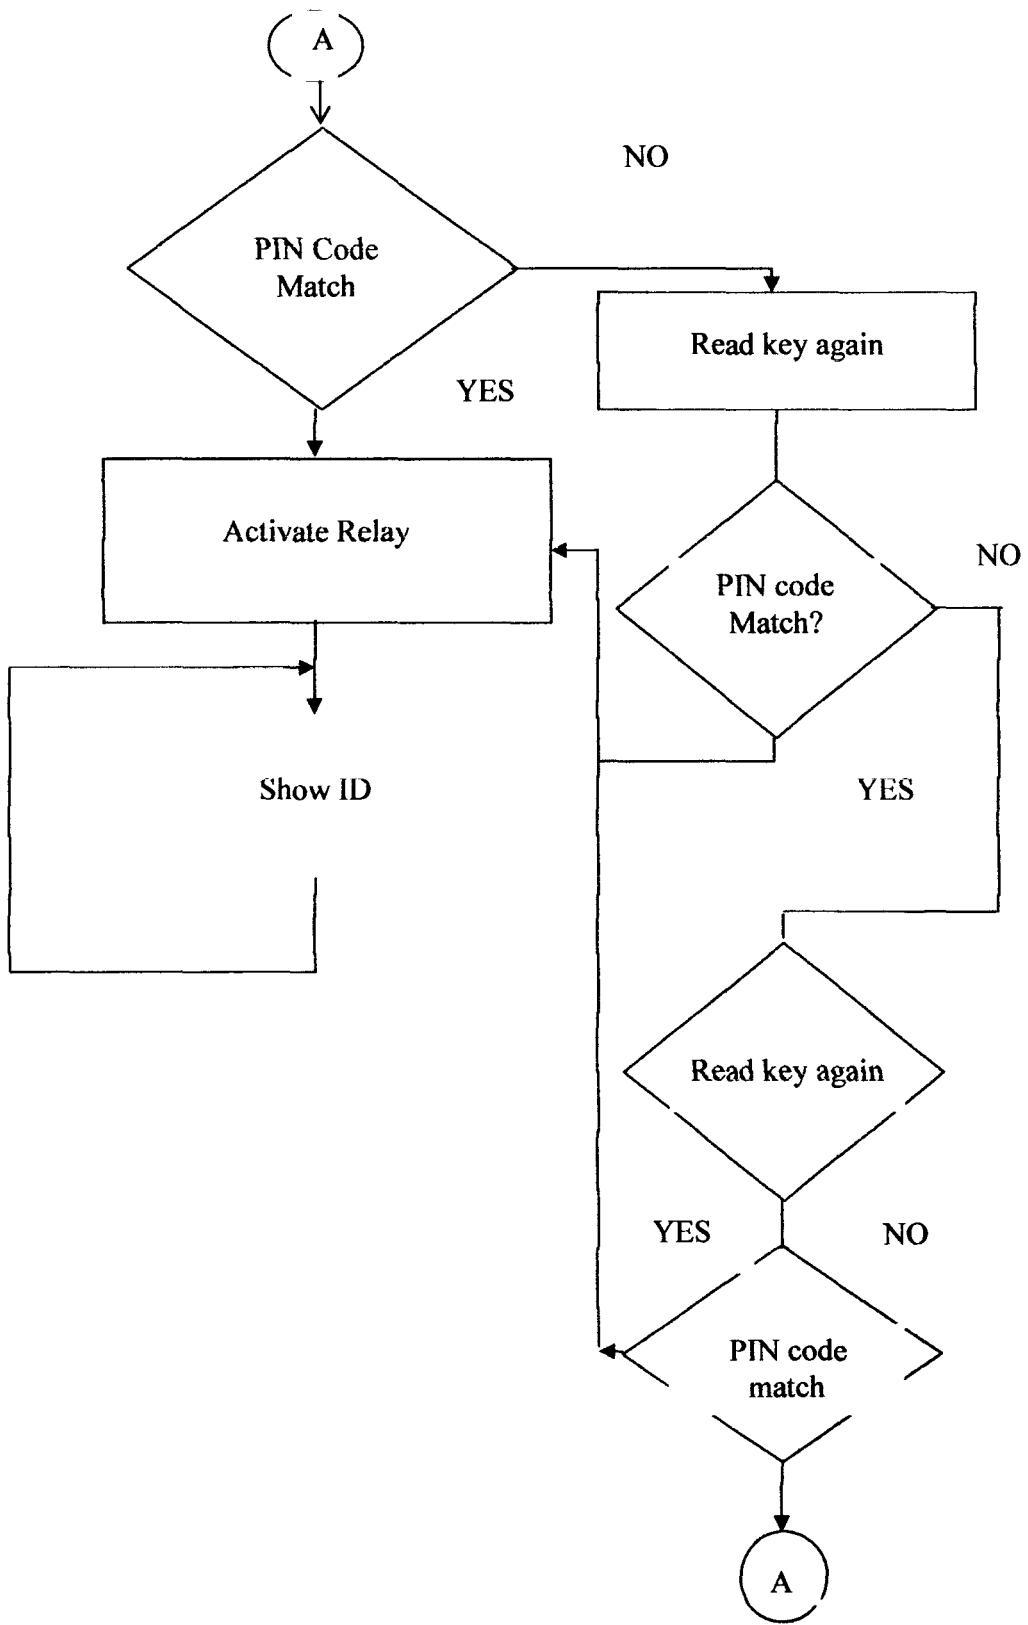 A
NO
PIN Code
Match
Read key again
YES
Activate Relay
NO
PIN code
Match?
Show ID
YES
Read key again
YES
NO
PIN code
match
A